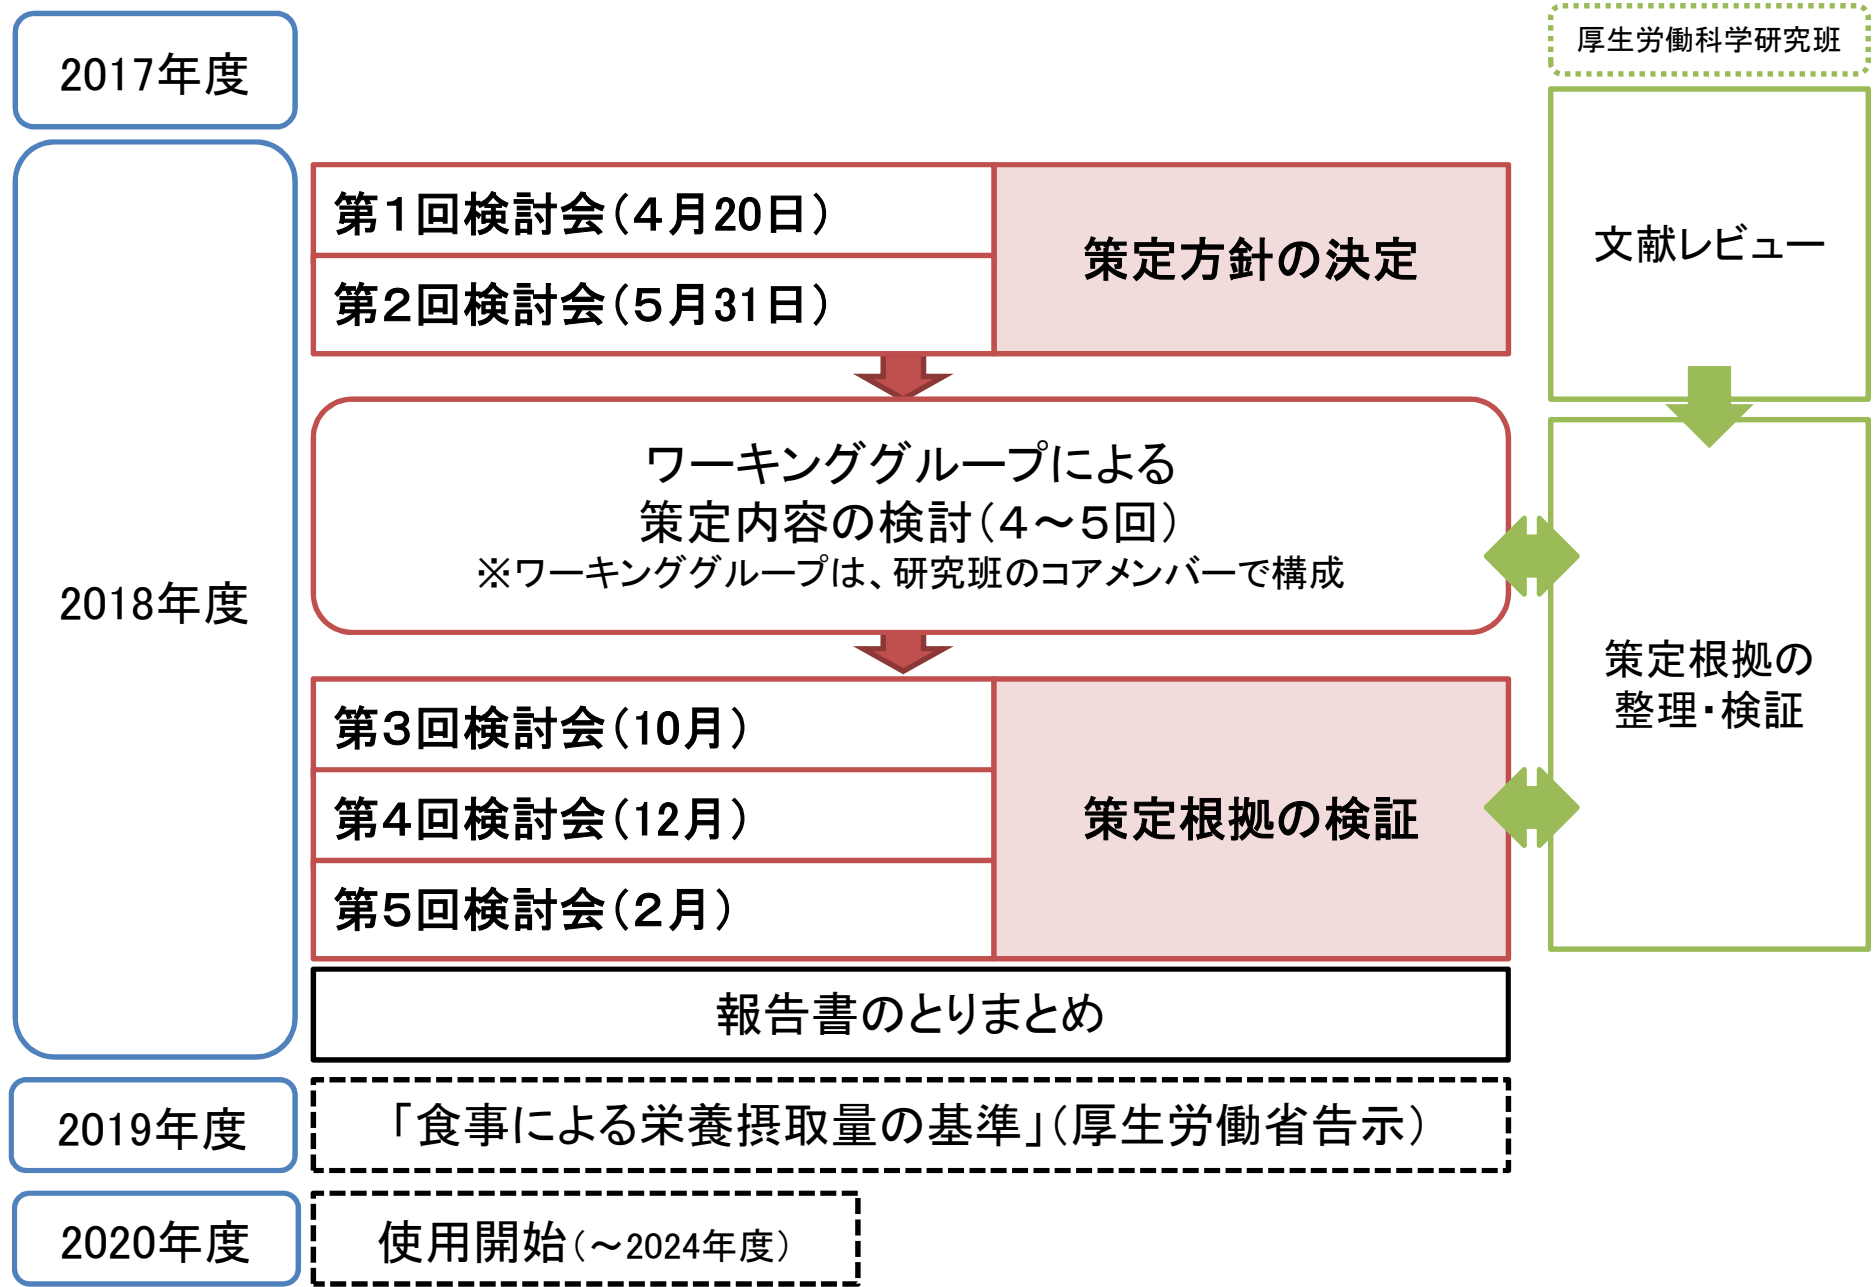 2017年度
厚生労働科学研究班
文献レビュー
2018年度
第1回検討会(4月20日)
第2回検討会(5月31日)
策定方針の決定
ワーキンググループによる
策定内容の検討(4～5回)
※ワーキンググループは、研究班のコアメンバーで構成
策定根拠の
整理・検証
第3回検討会(10月)
第4回検討会(12月)
第5回検討会(2月)
策定根拠の検証
報告書のとりまとめ
2019年度
「食事による栄養摂取量の基準」(厚生労働省告示)
2020年度
使用開始(～2024年度)